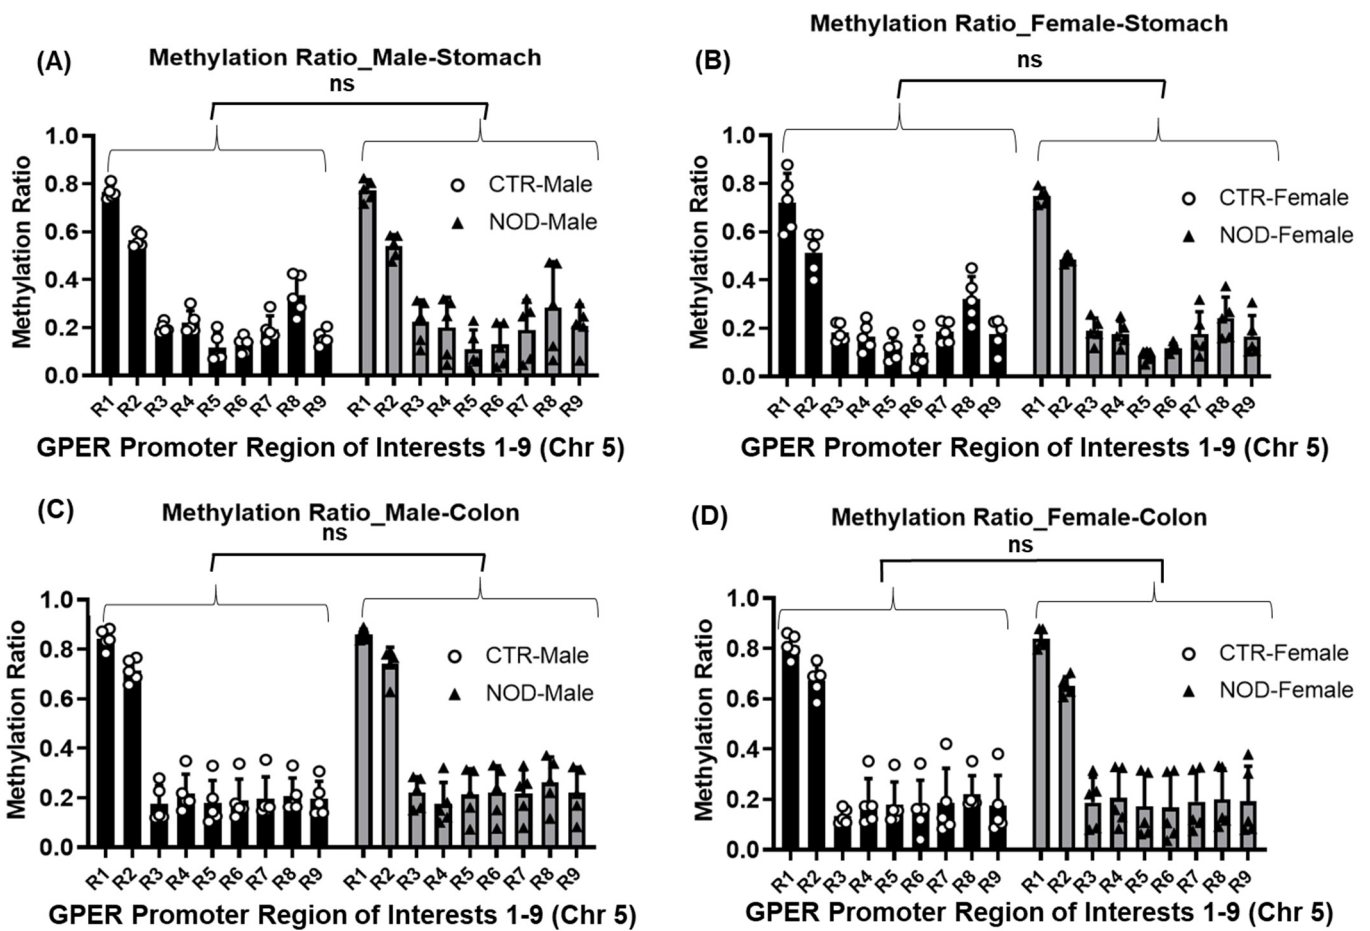 (A)
Methylation Ratio_Male-Stomach
ns
Methylation Ratio
1.0
0.8
0.6
0.4
0.2
0.0
CTR-Male
NOD-Male
R1 R2 R3 R4 R5 R6 R7 R8 R9 R1 R2 R3 R4 R5 R6 R7 R8 R9
GPER Promoter Region of Interests 1-9 (Chr 5)
(B)
Methylation Ratio_Female-Stomach
ns
Methylation Ratio
1.0
0.8
0.6
0.4
0.2
0.0
CTR-Female
NOD-Female
R1 R2 R3 R4 R5 R6 R7 R8 R9 R1 R2 R3 R4 R5 R6 R7 R8 R9
GPER Promoter Region of Interests 1-9 (Chr 5)
(C)
Methylation Ratio_Male-Colon
ns
Methylation Ratio
1.0
0.8
0.6
0.4
0.2
0.0
CTR-Male
NOD-Male
R1 R2 R3 R4 R5 R6 R7 R8 R9 R1 R2 R3 R4 R5 R6 R7 R8 R9
GPER Promoter Region of Interests 1-9 (Chr 5)
(D)
Methylation Ratio_Female-Colon
ns
Methylation Ratio
1.0
0.8
0.6
0.4
0.2
0.0
CTR-Female
NOD-Female
R1 R2 R3 R4 R5 R6 R7 R8 R9 R1 R2 R3 R4 R5 R6 R7 R8 R9
GPER Promoter Region of Interests 1-9 (Chr 5)